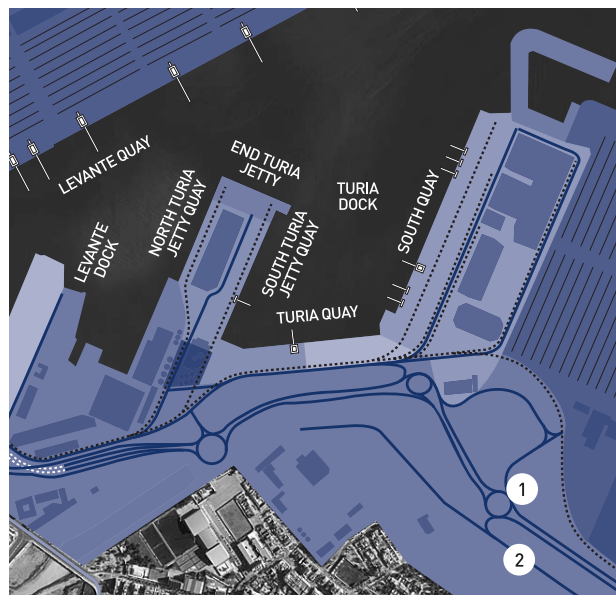 LEVANTE QUAY
LEVANTE
DOCK
NORTH TURIA
JETTY QUAY
END TURIA
JETTY
SOUTH TURIA
JETTY QUAY
TURIA
DOCK
TURIA QUAY
SOUTH QUAY
1
2